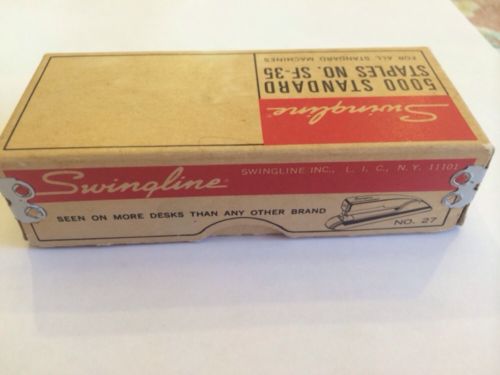 Swingline
5000 STANDARD
STAPLES NO. SF-35
FOR ALL STANDARD MACHINES
Swingline SWINGLINE INC., L. I. C., N. Y. 11101
SEEN ON MORE DESKS THAN ANY OTHER BRAND
NO. 27